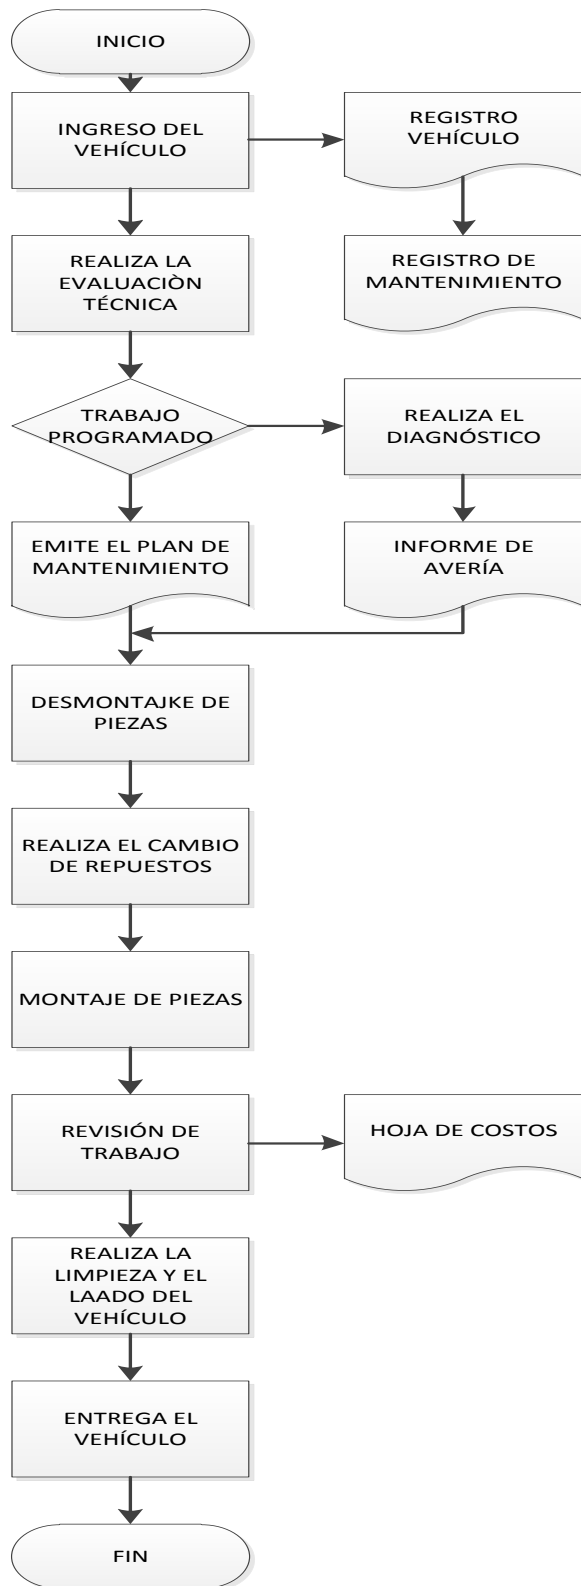 INICIO
INGRESO DEL
VEHÍCULO
REGISTRO
VEHÍCULO
REALIZA LA
EVALUACIÒN
TÉCNICA
REGISTRO DE
MANTENIMIENTO
TRABAJO
PROGRAMADO
REALIZA EL
DIAGNÓSTICO
EMITE EL PLAN DE
MANTENIMIENTO
INFORME DE
AVERÍA
DESMONTAJKE DE
PIEZAS
REALIZA EL CAMBIO
DE REPUESTOS
MONTAJE DE PIEZAS
REVISIÓN DE
TRABAJO
HOJA DE COSTOS
REALIZA LA
LIMPIEZA Y EL
LAADO DEL
VEHÍCULO
ENTREGA EL
VEHÍCULO
FIN